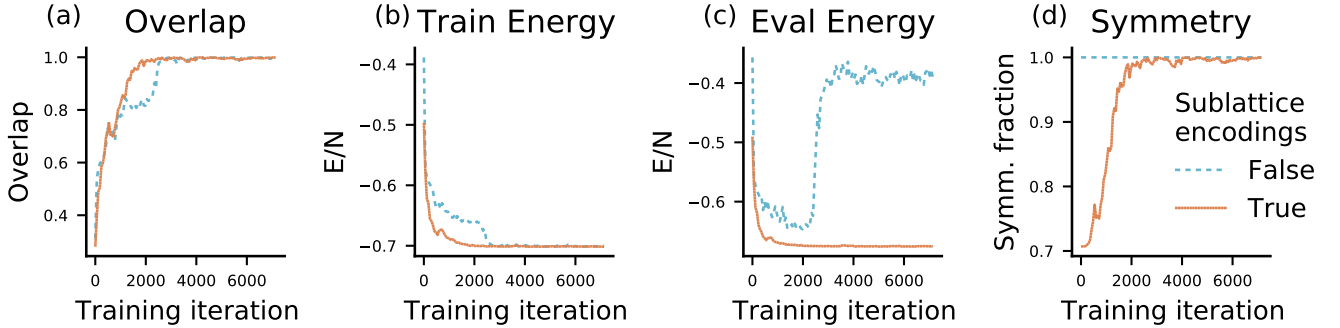 (a) Overlap
Overlap
1.0
0.8
0.6
0.4
0 2000 4000 6000
Training iteration
(b) Train Energy
E/N
−0.4
−0.5
−0.6
−0.7
0 2000 4000 6000
Training iteration
(c) Eval Energy
E/N
−0.4
−0.5
−0.6
0 2000 4000 6000
Training iteration
(d) Symmetry
Symm. fraction
1.0
0.9
0.8
0.7
0 2000 4000 6000
Training iteration
Sublattice
encodings
False
True